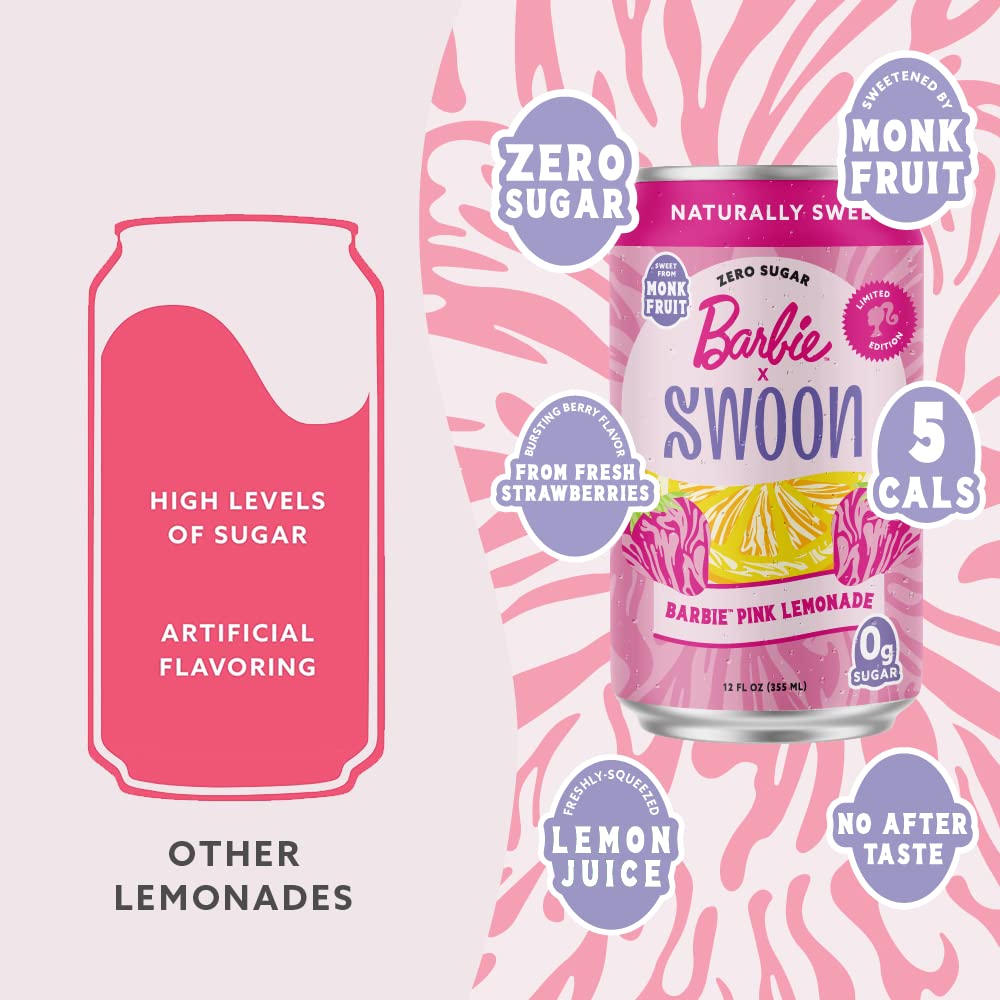 HIGH LEVELS
OF SUGAR
ARTIFICIAL
FLAVORING
OTHER
LEMONADES
ZERO
SUGAR
SWEETENED BY
MONK
FRUIT
NATURALLY SWEE
SWEET
FROM
MONK
FRUIT
ZERO SUGAR
LIMITED
EDITION
Barbie™
X
SWOON
BURSTING BERRY FLAVOR
FROM FRESH
STRAWBERRIES
5
CALS
BARBIE™ PINK LEMONADE
0g
SUGAR
12 FL OZ (355 ML)
FRESHLY-SQUEEZED
LEMON
JUICE
NO AFTER
TASTE